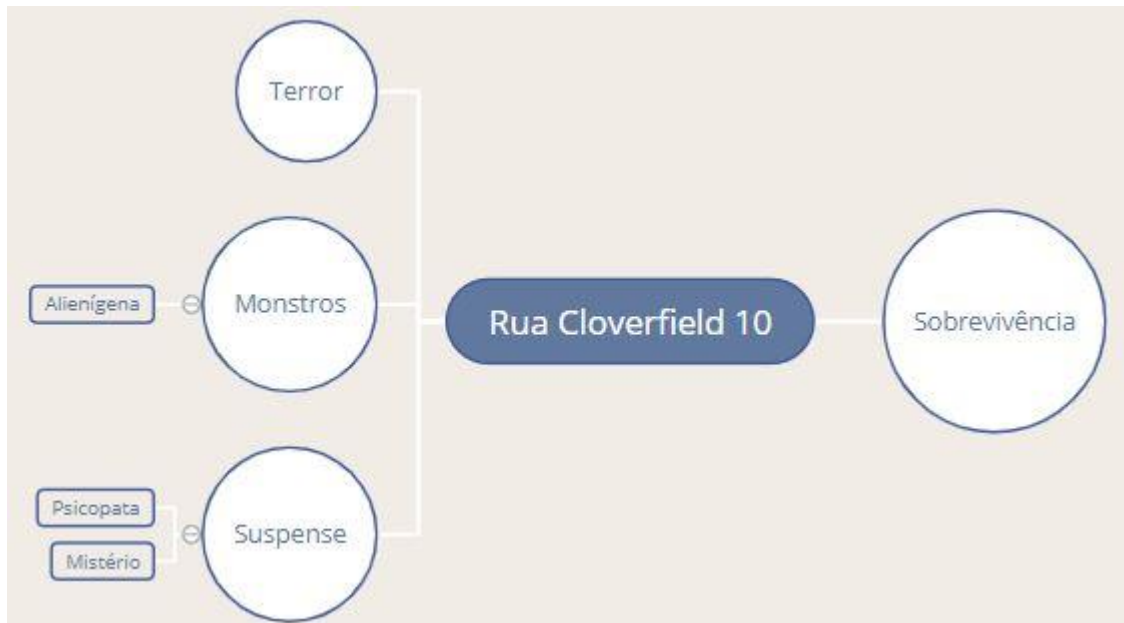 Terror
Alienígena
Monstros
Rua Cloverfield 10
Sobrevivência
Psicopata
Suspense
Mistério